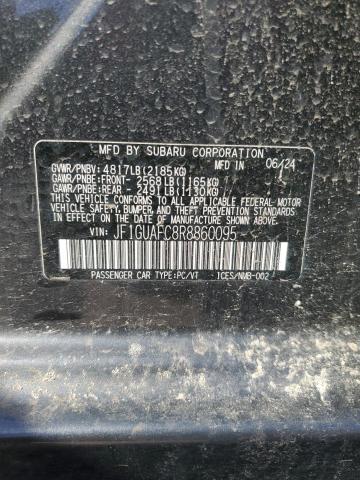 MFD BY SUBARU CORPORATION
MFD IN 06/24
GVWR/PNBV: 4817LB(2185KG)
GAWR/PNBE:FRONT- 2568LB(1165KG)
GAWR/PNBE:REAR - 2491LB(1130KG)
THIS VEHICLE CONFORMS TO ALL APPLICABLE FEDERAL MOTOR
VEHICLE SAFETY, BUMPER, AND THEFT PREVENTION
STANDARDS IN EFFECT ON THE DATE OF MANUFACTURE
SHOWN ABOVE.
VIN: JF1GUAFC8R8860095
PASSENGER CAR TYPE:PC/VT ICES/NMB-002